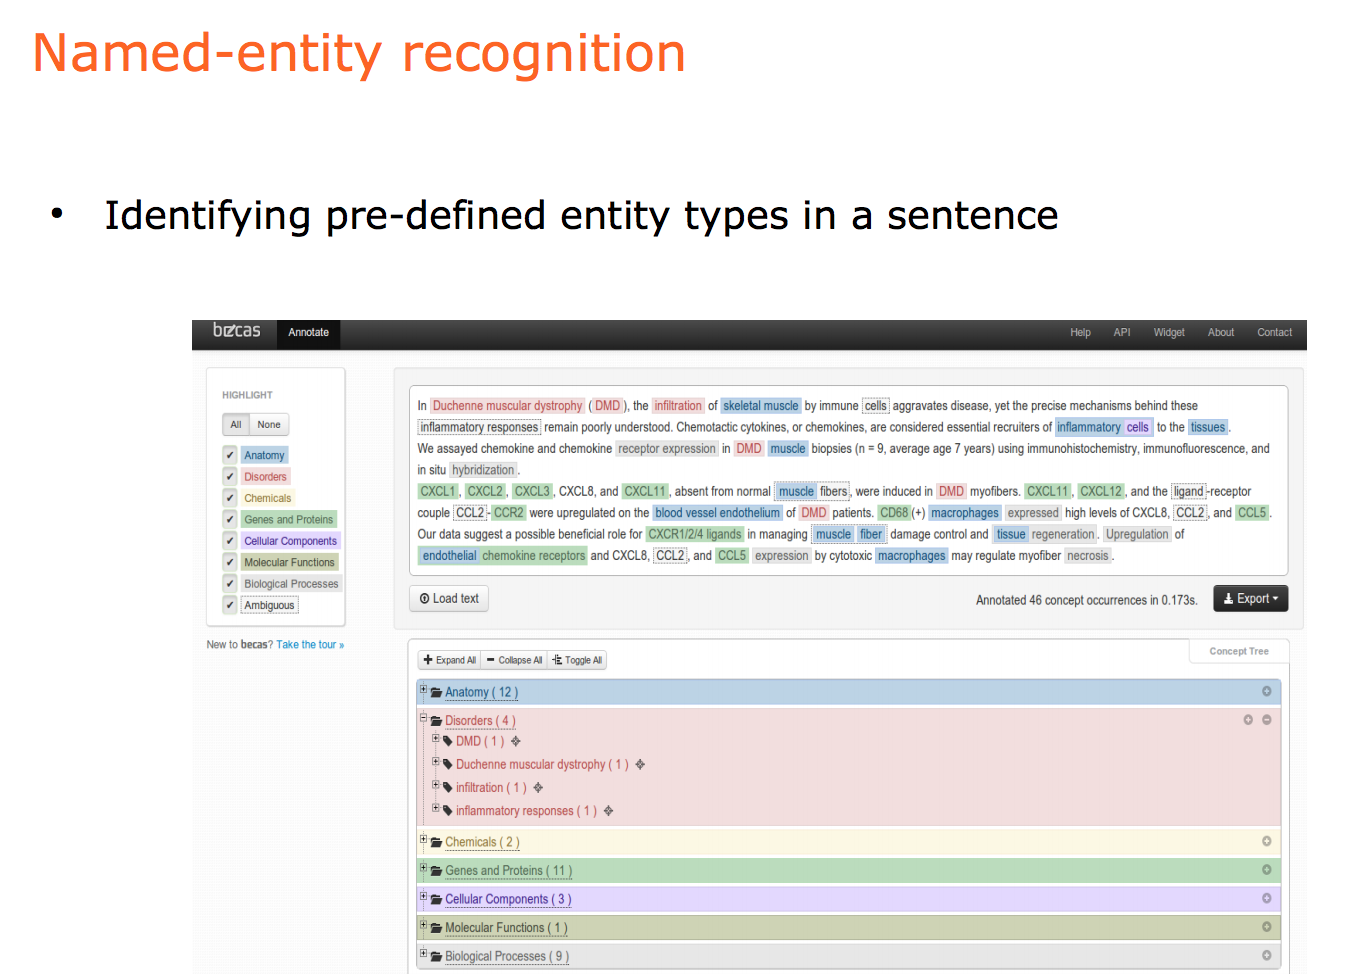 Named-entity recognition
• Identifying pre-defined entity types in a sentence
becas Annotate Help API Widget About Contact
HIGHLIGHT
All None
Anatomy
Disorders
Chemicals
Genes and Proteins
Cellular Components
Molecular Functions
Biological Processes
Ambiguous
New to becas? Take the tour »
In Duchenne muscular dystrophy (DMD), the infiltration of skeletal muscle by immune cells aggravates disease, yet the precise mechanisms behind these
inflammatory responses remain poorly understood. Chemotactic cytokines, or chemokines, are considered essential recruiters of inflammatory cells to the tissues.
We assayed chemokine and chemokine receptor expression in DMD muscle biopsies (n = 9, average age 7 years) using immunohistochemistry, immunofluorescence, and
in situ hybridization.
CXCL1, CXCL2, CXCL3, CXCL8, and CXCL11, absent from normal muscle fibers, were induced in DMD myofibers. CXCL11, CXCL12, and the ligand-receptor
couple CCL2-CCR2 were upregulated on the blood vessel endothelium of DMD patients. CD68(+) macrophages expressed high levels of CXCL8, CCL2, and CCL5.
Our data suggest a possible beneficial role for CXCR1/2/4 ligands in managing muscle fiber damage control and tissue regeneration. Upregulation of
endothelial chemokine receptors and CXCL8, CCL2, and CCL5 expression by cytotoxic macrophages may regulate myofiber necrosis.
Load text Annotated 46 concept occurrences in 0.173s. Export
Expand All Collapse All Toggle All Concept Tree
Anatomy ( 12 )
Disorders ( 4 )
DMD ( 1 )
Duchenne muscular dystrophy ( 1 )
infiltration ( 1 )
inflammatory responses ( 1 )
Chemicals ( 2 )
Genes and Proteins ( 11 )
Cellular Components ( 3 )
Molecular Functions ( 1 )
Biological Processes ( 9 )